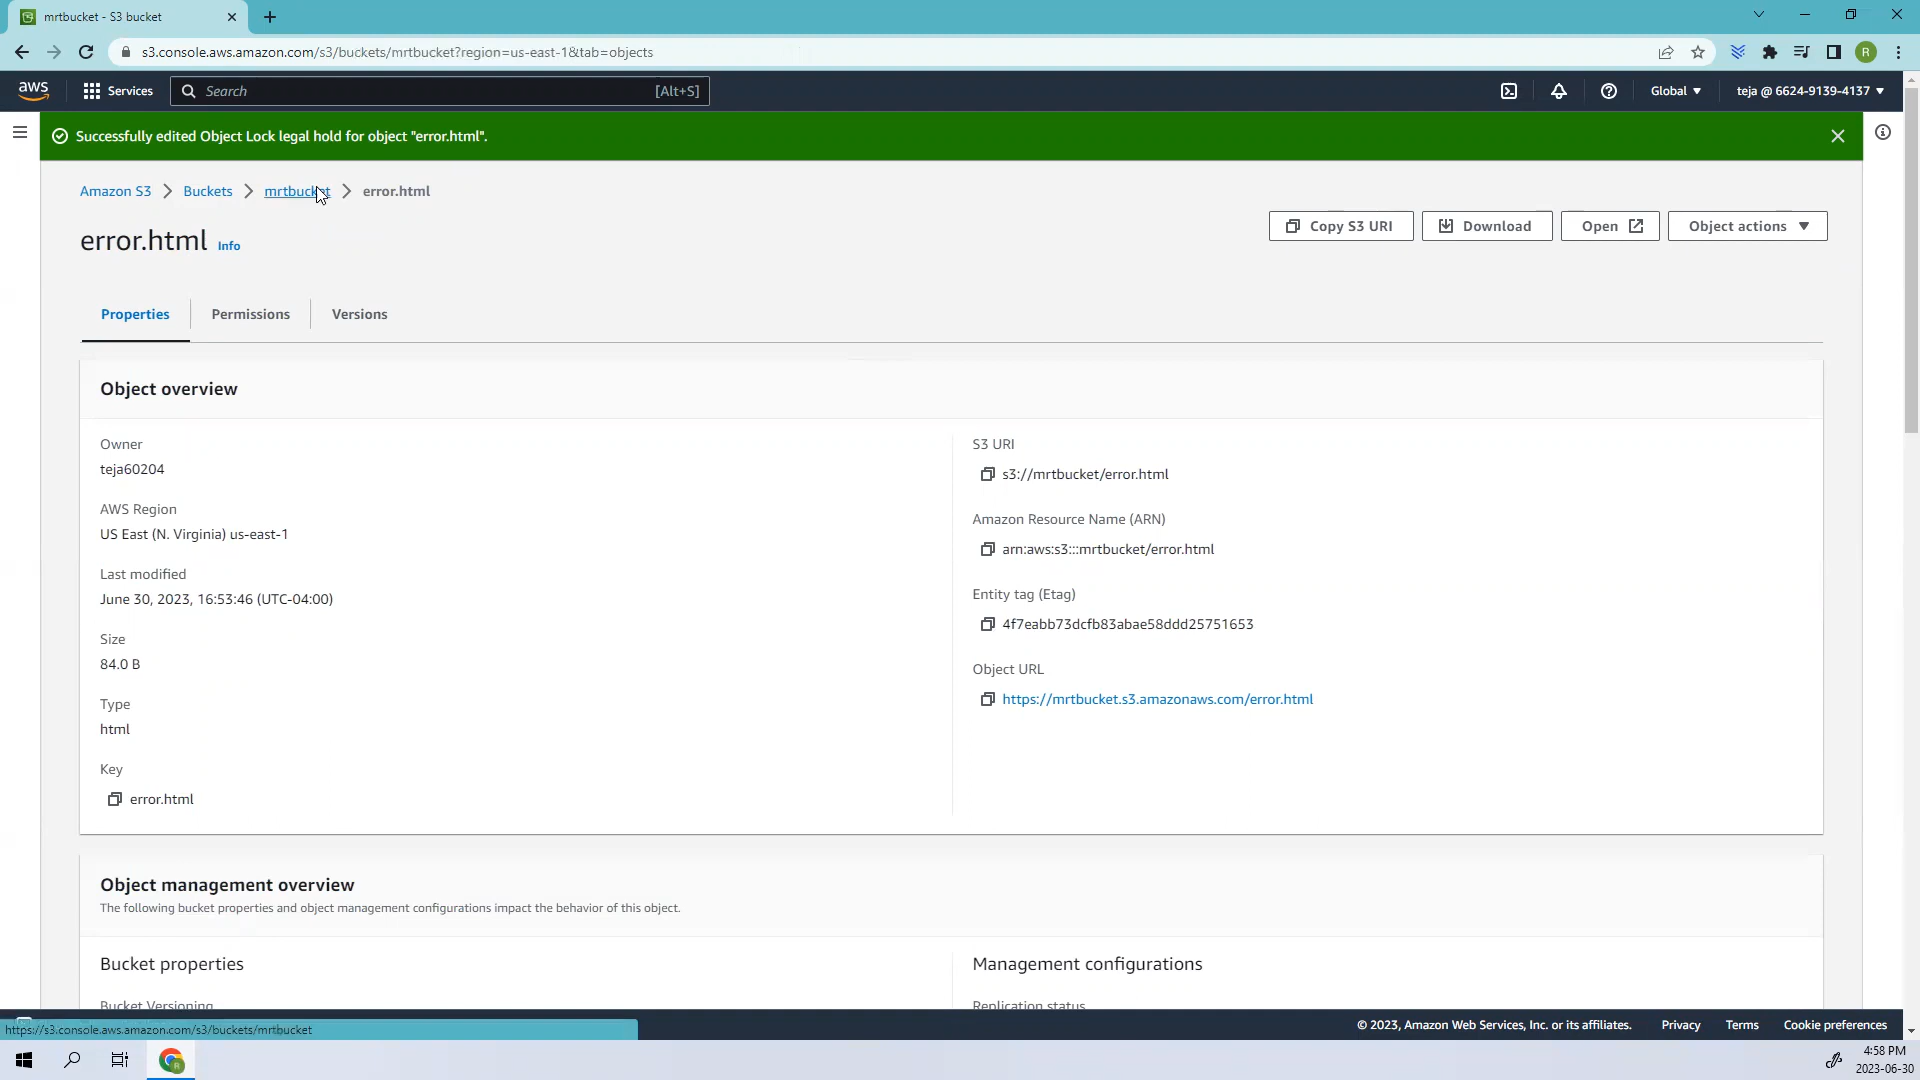 mrtbucket - S3 bucket
s3.console.aws.amazon.com/s3/buckets/mrtbucket?region=us-east-1&tab=objects
R
aws
Services
Search
[Alt+S]
Global
teja @ 6624-9139-4137
Successfully edited Object Lock legal hold for object "error.html".
Amazon S3 > Buckets > mrtbucket > error.html
error.html Info
Copy S3 URI
Download
Open
Object actions
Properties
Permissions
Versions
Object overview
Owner
teja60204
AWS Region
US East (N. Virginia) us-east-1
Last modified
June 30, 2023, 16:53:46 (UTC-04:00)
Size
84.0 B
Type
html
Key
error.html
S3 URI
s3://mrtbucket/error.html
Amazon Resource Name (ARN)
arn:aws:s3:::mrtbucket/error.html
Entity tag (Etag)
4f7eabb73dcfb83abae58ddd25751653
Object URL
https://mrtbucket.s3.amazonaws.com/error.html
Object management overview
The following bucket properties and object management configurations impact the behavior of this object.
Bucket properties
Bucket Versioning
Management configurations
Replication status
https://s3.console.aws.amazon.com/s3/buckets/mrtbucket
© 2023, Amazon Web Services, Inc. or its affiliates.
Privacy
Terms
Cookie preferences
4:58 PM
2023-06-30